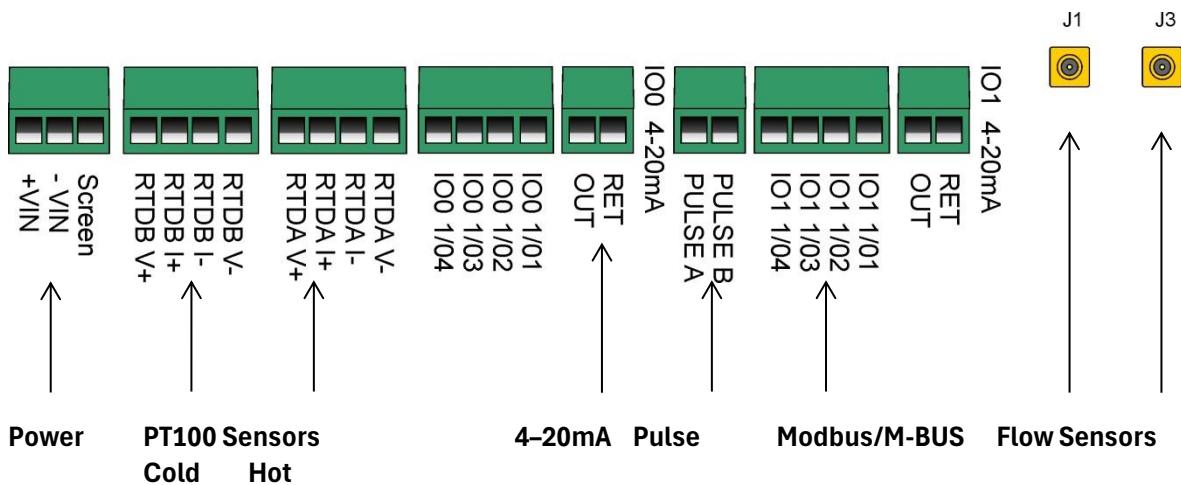 J1
J3
+VIN
-VIN
Screen
RTDB V+
RTDB I+
RTDB I-
RTDB V-
RTDA V+
RTDA I+
RTDA I-
RTDA V-
IO0 1/04
IO0 1/03
IO0 1/02
IO0 1/01
OUT
RET
IO0 4-20mA
PULSE A
PULSE B
IO1 1/04
IO1 1/03
IO1 1/02
IO1 1/01
OUT
RET
IO1 4-20mA
Power
PT100 Sensors
Cold
Hot
4–20mA
Pulse
Modbus/M-BUS
Flow Sensors